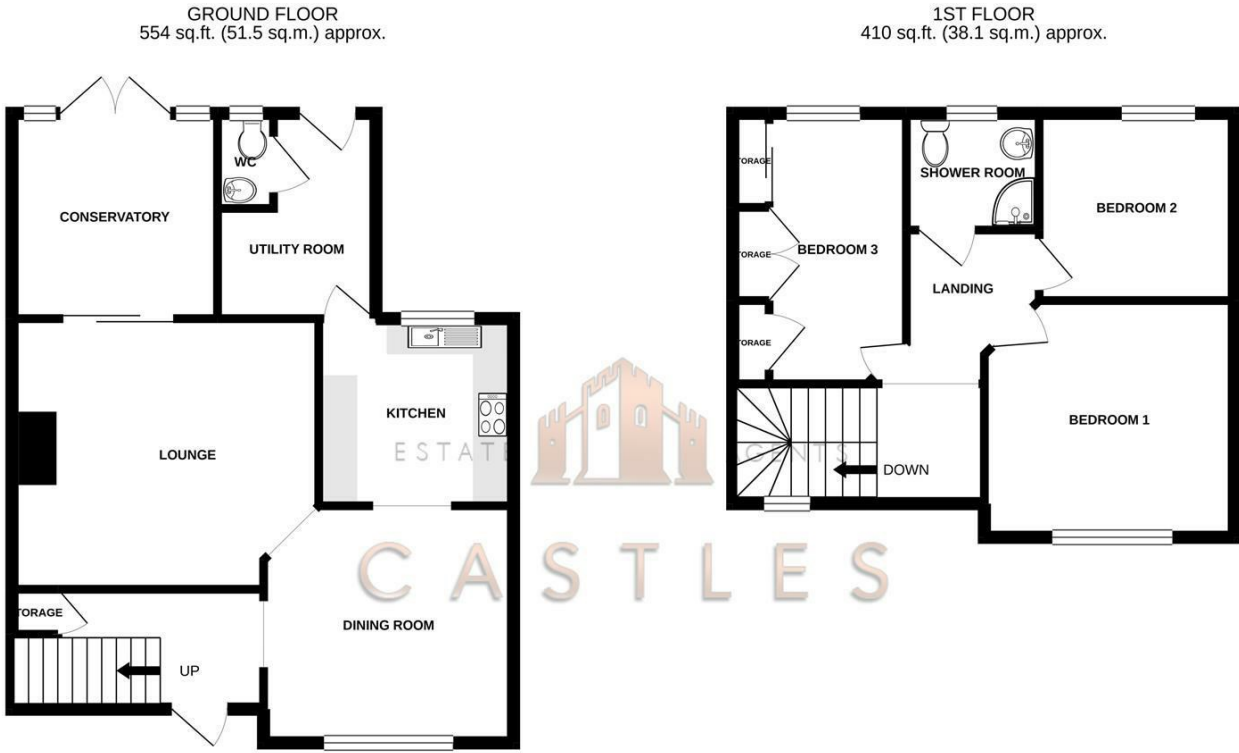 GROUND FLOOR
554 sq.ft. (51.5 sq.m.) approx.
1ST FLOOR
410 sq.ft. (38.1 sq.m.) approx.
WC
CONSERVATORY
UTILITY ROOM
KITCHEN
LOUNGE
TORAGE
DINING ROOM
UP
TORAGE
SHOWER ROOM
BEDROOM 2
TORAGE
BEDROOM 3
LANDING
TORAGE
BEDROOM 1
DOWN
ESTATE AGENTS
CASTLES